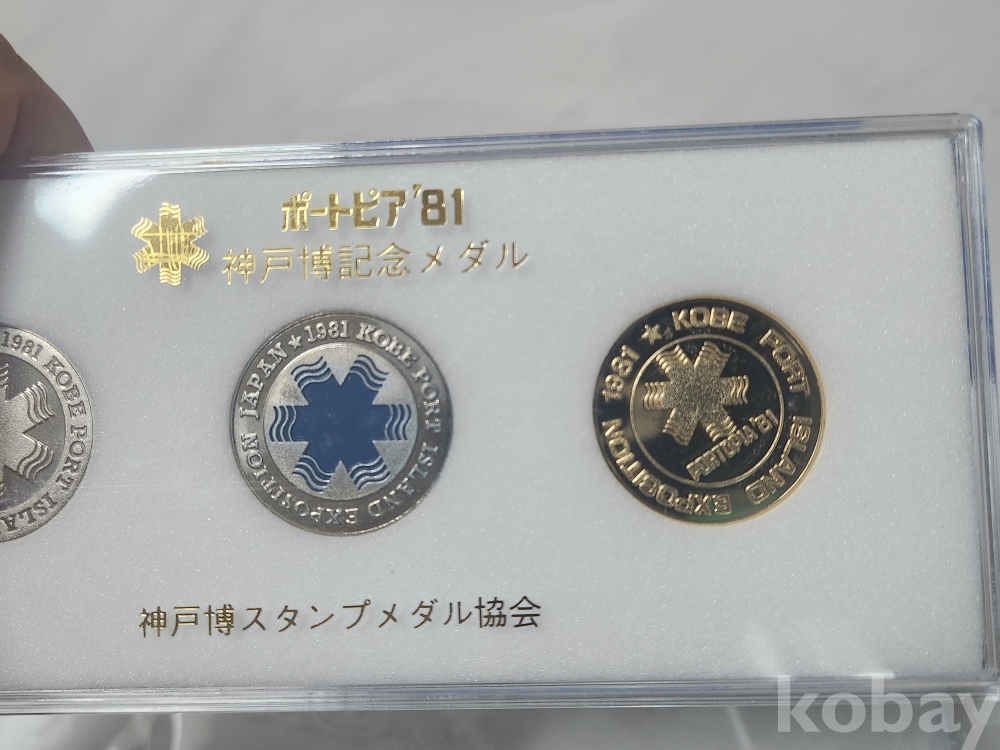 ポートピア'81
神戸博記念メダル
1981 KOBE PORT ISLA
JAPAN ★ 1981 KOBE PORT ISLAND EXPOSITION
1981 ★ KOBE PORT ISLAND EXPOSITION
PORTOPIA '81
神戸博スタンプメダル協会
kobay